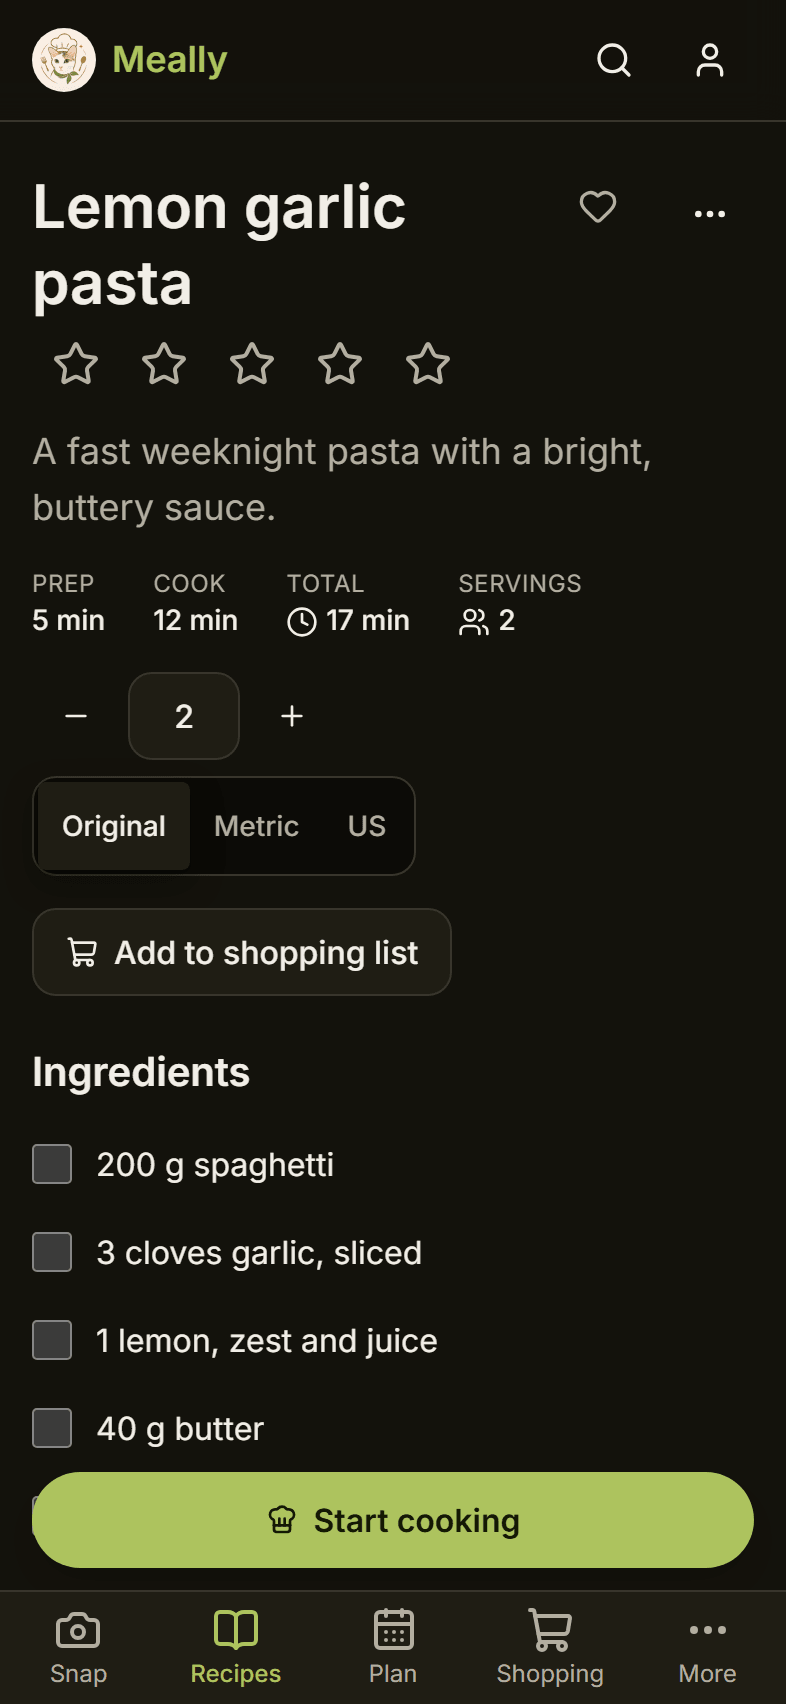 Meally
Lemon garlic
pasta
A fast weeknight pasta with a bright,
buttery sauce.
PREP COOK TOTAL SERVINGS
5 min 12 min 17 min 2
− 2 +
Original Metric US
Add to shopping list
Ingredients
200 g spaghetti
3 cloves garlic, sliced
1 lemon, zest and juice
40 g butter
Start cooking
Snap Recipes Plan Shopping More